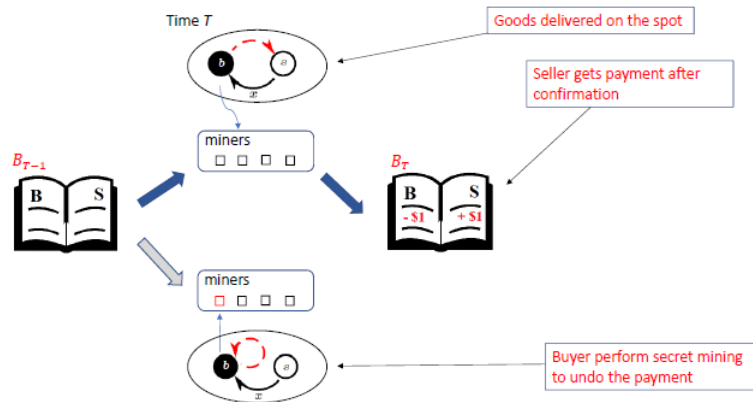 Time T
Goods delivered on the spot
b
s
x
Seller gets payment after
confirmation
miners
B_{T-1}
B_T
B S
B S
- $1 + $1
miners
b
s
x
Buyer perform secret mining
to undo the payment